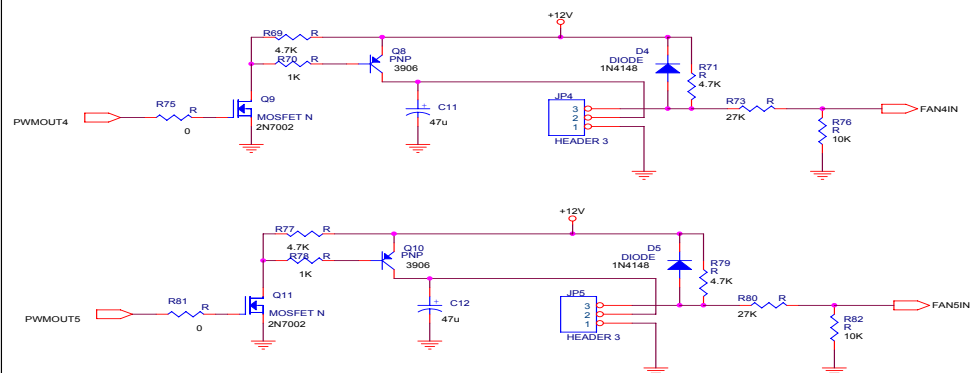 +12V
R69 R
4.7K
R70 R
1K
Q8
PNP
3906
D4
DIODE
1N4148
R71
R
4.7K
R75 R
0
Q9
MOSFET N
2N7002
C11
+
47u
JP4
3
2
1
HEADER 3
R73 R
27K
FAN4IN
R76
R
10K
PWMOUT4
+12V
R77 R
4.7K
R78 R
1K
Q10
PNP
3906
D5
DIODE
1N4148
R79
R
4.7K
R81 R
0
Q11
MOSFET N
2N7002
C12
+
47u
JP5
3
2
1
HEADER 3
R80 R
27K
FAN5IN
R82
R
10K
PWMOUT5